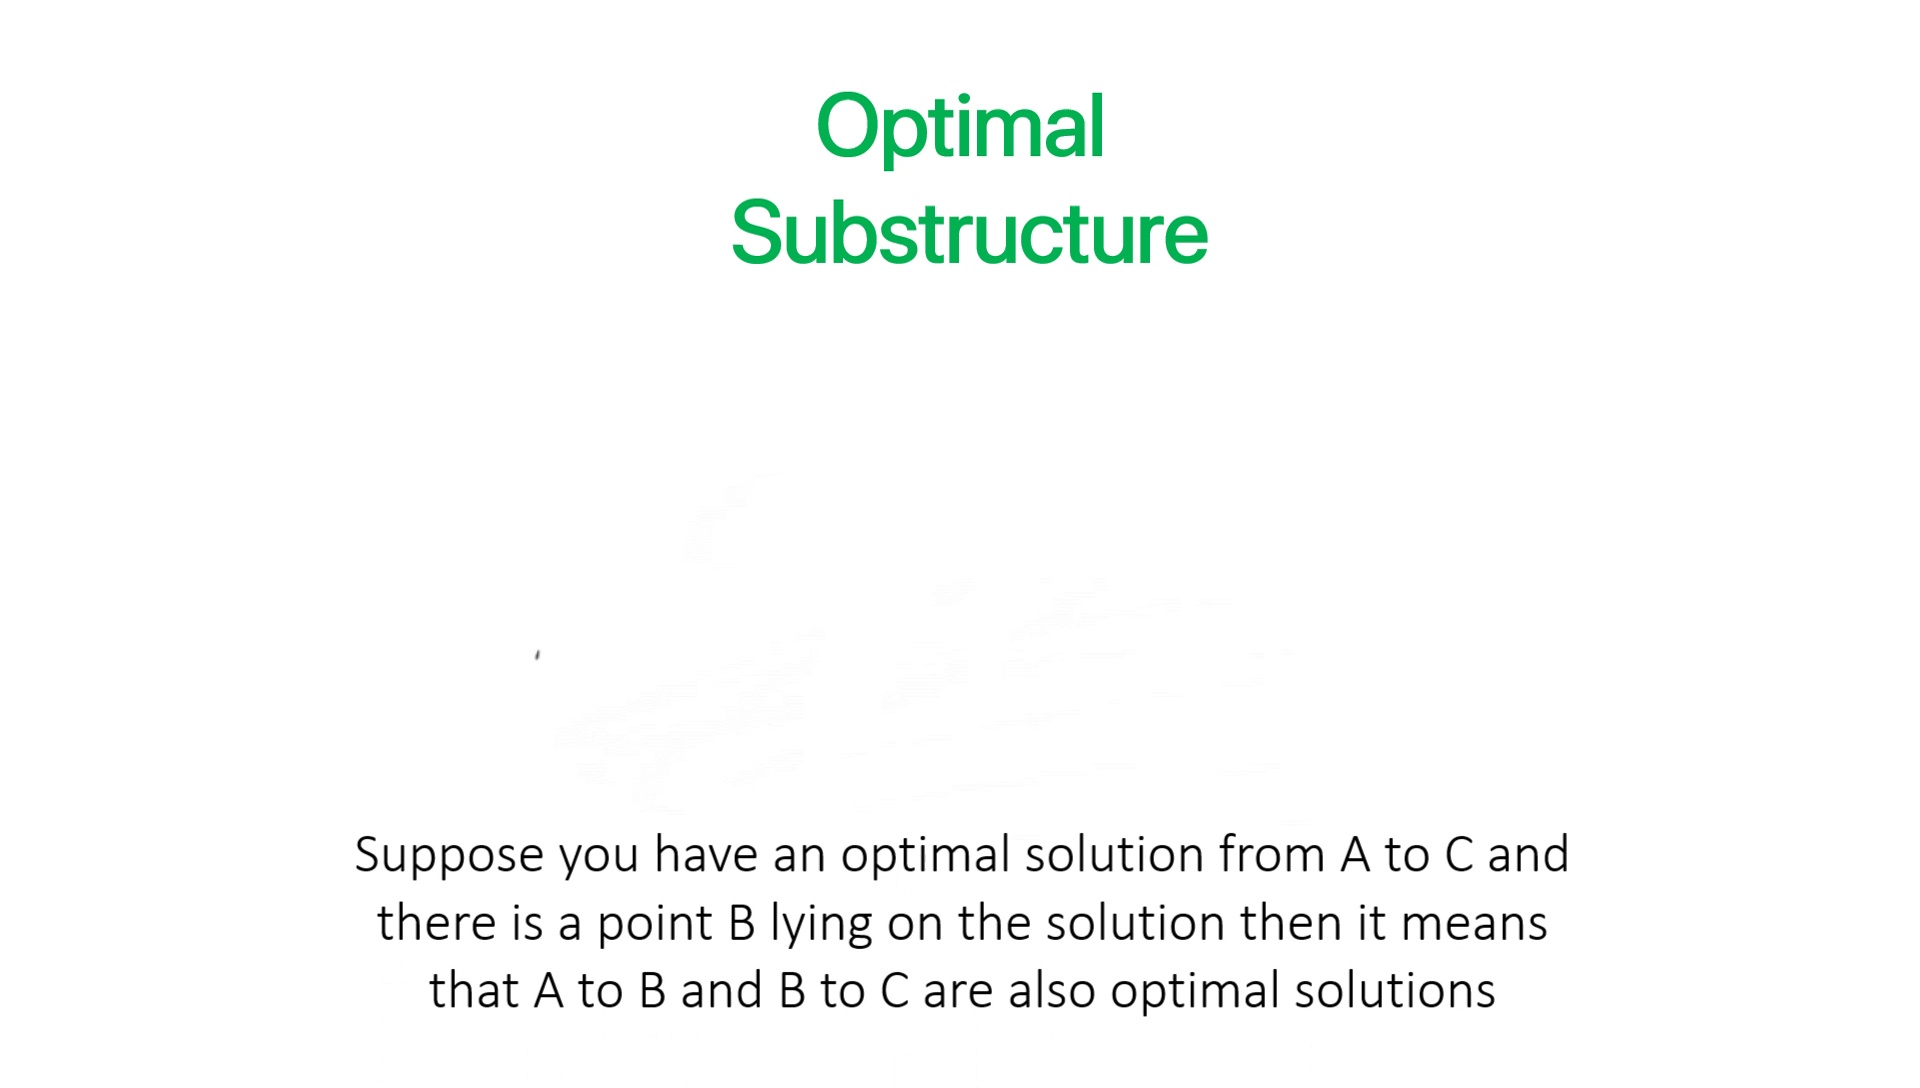 Optimal
Substructure
Suppose you have an optimal solution from A to C and
there is a point B lying on the solution then it means
that A to B and B to C are also optimal solutions